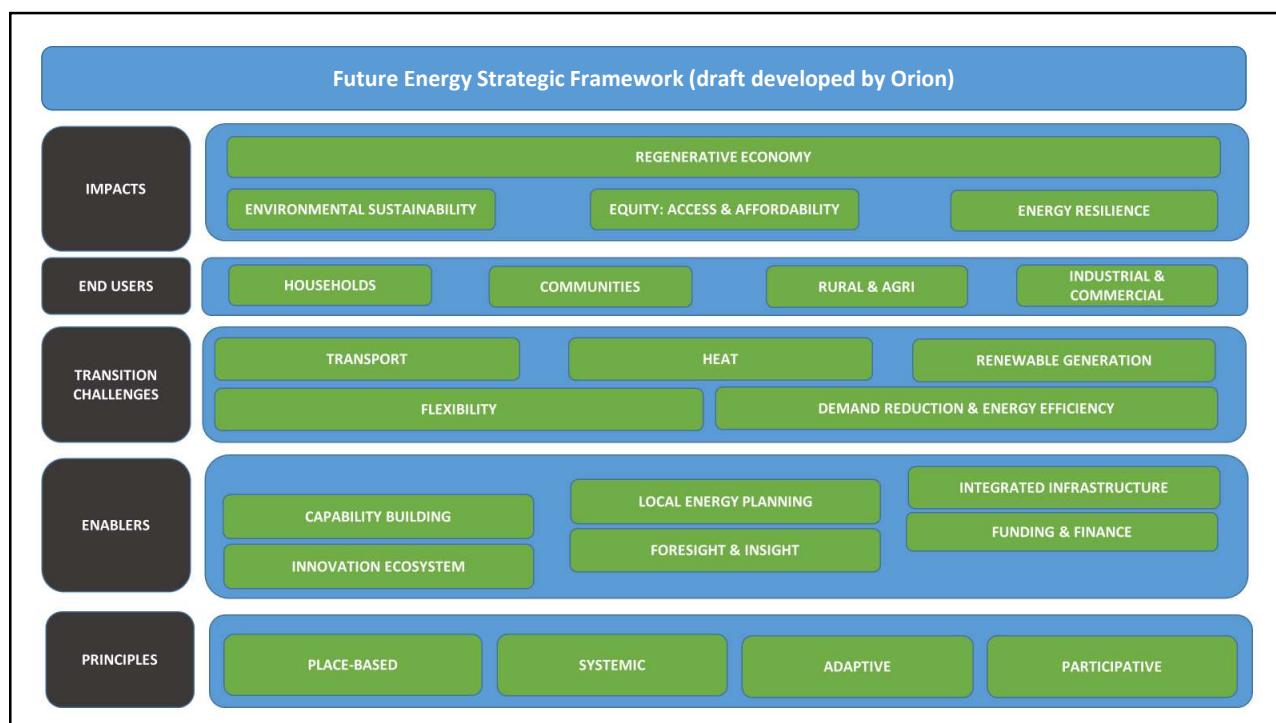 Future Energy Strategic Framework (draft developed by Orion)
IMPACTS
REGENERATIVE ECONOMY
ENVIRONMENTAL SUSTAINABILITY
EQUITY: ACCESS & AFFORDABILITY
ENERGY RESILIENCE
END USERS
HOUSEHOLDS
COMMUNITIES
RURAL & AGRI
INDUSTRIAL &
COMMERCIAL
TRANSITION
CHALLENGES
TRANSPORT
HEAT
RENEWABLE GENERATION
FLEXIBILITY
DEMAND REDUCTION & ENERGY EFFICIENCY
ENABLERS
CAPABILITY BUILDING
INNOVATION ECOSYSTEM
LOCAL ENERGY PLANNING
FORESIGHT & INSIGHT
INTEGRATED INFRASTRUCTURE
FUNDING & FINANCE
PRINCIPLES
PLACE-BASED
SYSTEMIC
ADAPTIVE
PARTICIPATIVE